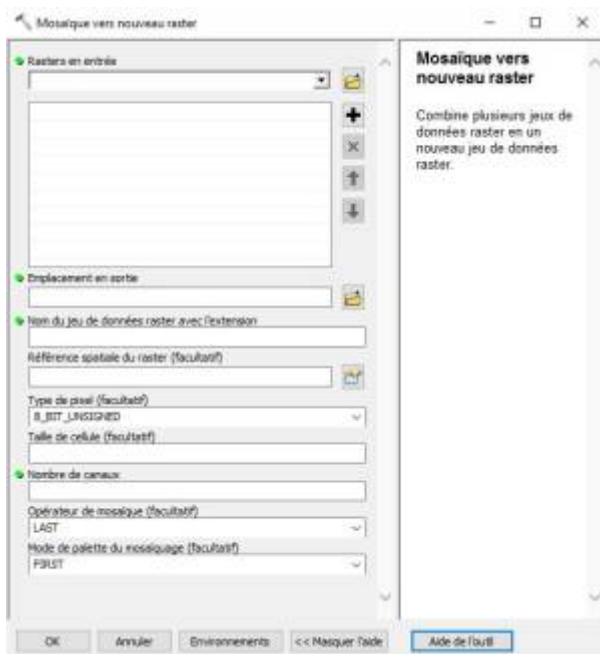 Mosaïque vers nouveau raster
Rasters en entrée
Emplacement en sortie
Nom du jeu de données raster avec l'extension
Référence spatiale du raster (facultatif)
Type de pixel (facultatif)
8_BIT_UNSIGNED
Taille de cellule (facultatif)
Nombre de canaux
Opérateur de mosaïque (facultatif)
LAST
Mode de palette du mosaïquage (facultatif)
FIRST
OK
Annuler
Environnements
<< Masquer l'aide
Mosaïque vers
nouveau raster
Combine plusieurs jeux de
données raster en un
nouveau jeu de données
raster.
Aide de l'outil